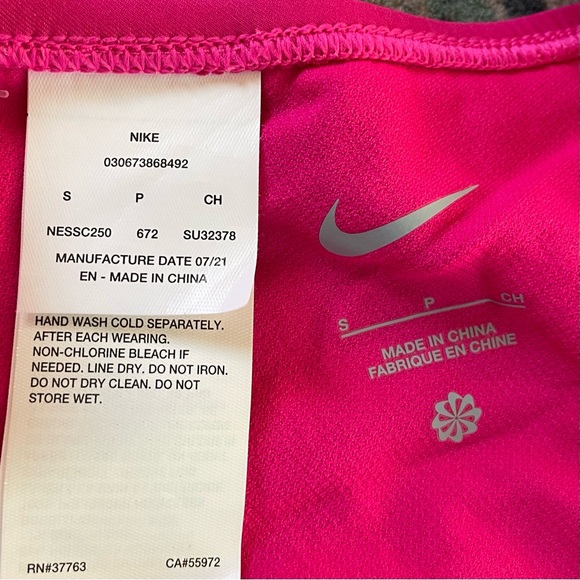 NIKE
030673868492
S P CH
NESSC250 672 SU32378
MANUFACTURE DATE 07/21
EN - MADE IN CHINA
HAND WASH COLD SEPARATELY.
AFTER EACH WEARING.
NON-CHLORINE BLEACH IF
NEEDED. LINE DRY. DO NOT IRON.
DO NOT DRY CLEAN. DO NOT
STORE WET.
RN#37763 CA#55972
S P CH
MADE IN CHINA
FABRIQUE EN CHINE